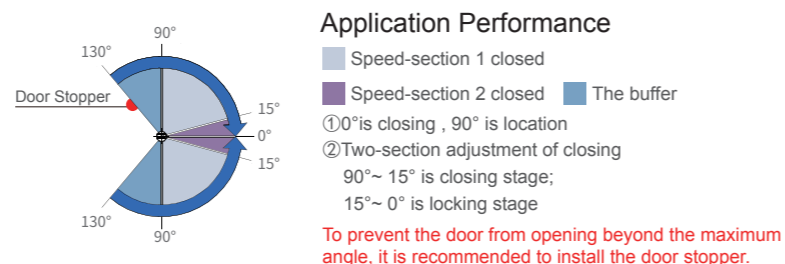 90°
130°
Door Stopper
15°
0°
15°
130°
90°
Application Performance
Speed-section 1 closed
Speed-section 2 closed
The buffer
①0°is closing , 90° is location
②Two-section adjustment of closing
90°~ 15° is closing stage;
15°~ 0° is locking stage
To prevent the door from opening beyond the maximum
angle, it is recommended to install the door stopper.